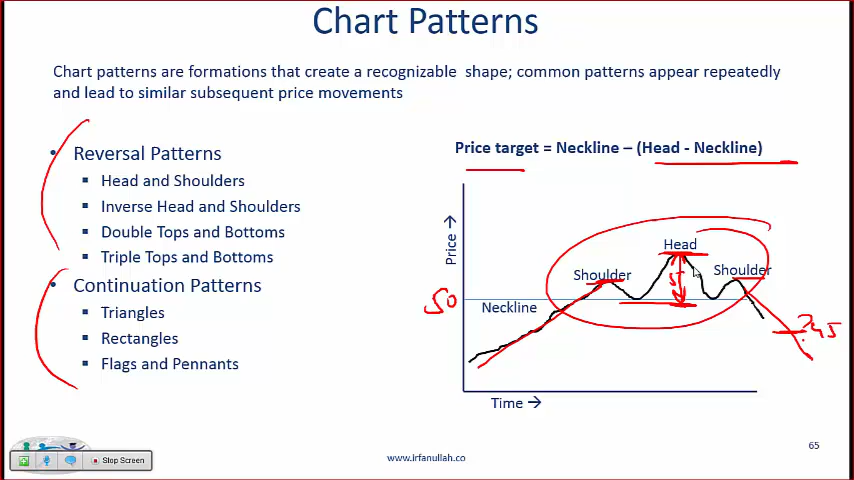 Chart Patterns
Chart patterns are formations that create a recognizable shape; common patterns appear repeatedly
and lead to similar subsequent price movements
• Reversal Patterns
▪ Head and Shoulders
▪ Inverse Head and Shoulders
▪ Double Tops and Bottoms
▪ Triple Tops and Bottoms
• Continuation Patterns
▪ Triangles
▪ Rectangles
▪ Flags and Pennants
Price target = Neckline – (Head - Neckline)
Price →
Head
Shoulder
Shoulder
5
50
Neckline
?45
Time →
65
www.irfanullah.co
Stop Screen